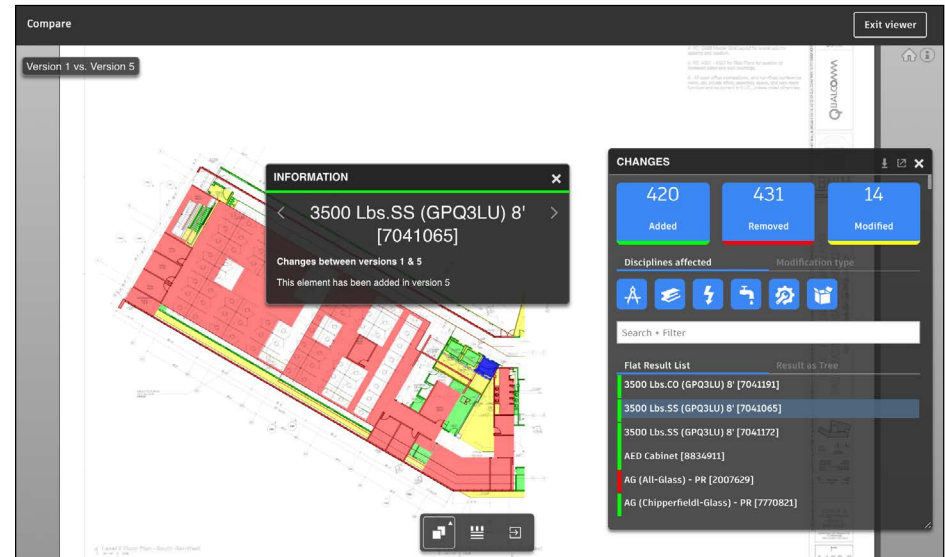 Compare
Exit viewer
Version 1 vs. Version 5
QUALCOMM
CHANGES
INFORMATION
420
431
14
Added
Removed
Modified
3500 Lbs.SS (GPQ3LU) 8'
[7041065]
Changes between versions 1 & 5
This element has been added in version 5
Disciplines affected
Modification type
Search + Filter
Flat Result List
Result as Tree
3500 Lbs.CO (GPQ3LU) 8' [7041191]
3500 Lbs.SS (GPQ3LU) 8' [7041065]
3500 Lbs.SS (GPQ3LU) 8' [7041172]
AED Cabinet [8834911]
AG (All-Glass) - PR [2007629]
AG (Chipperfieldl-Glass) - PR [7770821]